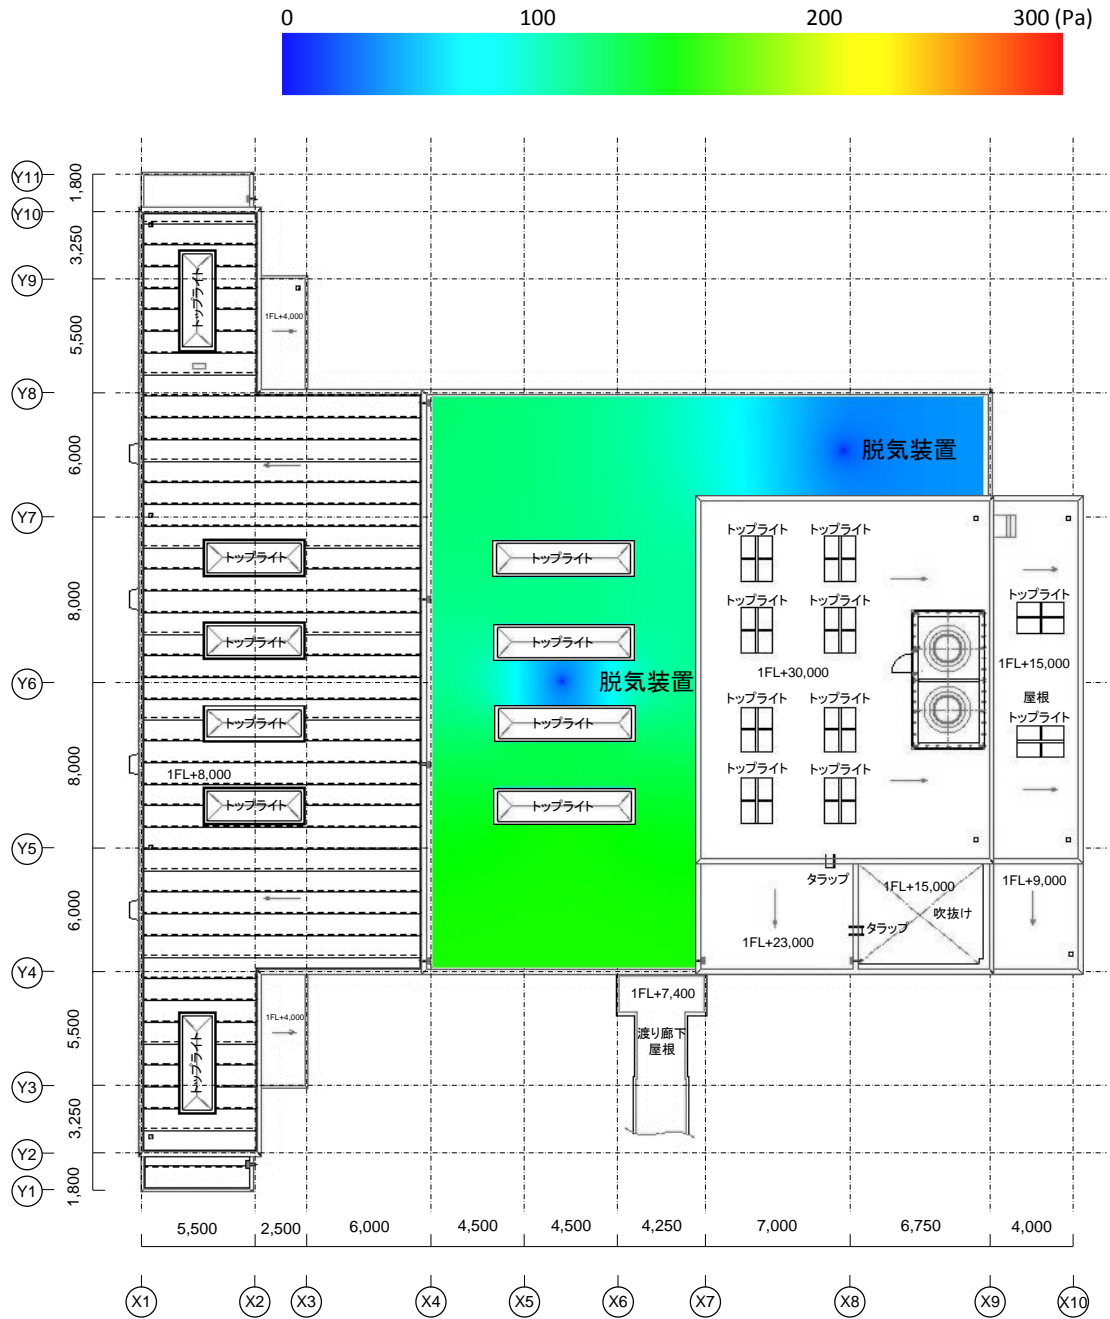 0 100 200 300 (Pa)
Y11
1,800
Y10
3.250
Y9
トップライト
1FL+4,000
5,500
Y8
6,000
脱気装置
脱気装置
Y7
トップライト
トップライト
トップライト
トップライト
8,000
トップライト
トップライト
トップライト
トップライト
トップライト
1FL+30,000
1FL+15,000
Y6
屋根
トップライト
トップライト
トップライト
トップライト
トップライト
8,000
1FL+8,000
トップライト
トップライト
トップライト
トップライト
Y5
タラップ
1FL+15,000
1FL+9,000
6,000
吹抜け
タラップ
1FL+23,000
Y4
1FL+7,400
5,500
1FL+4,000
渡り廊下
屋根
トップライト
Y3
3,250
Y2
1,800
Y1
5,500 2,500 6,000 4,500 4,500 4,250 7,000 6,750 4,000
X1 X2 X3 X4 X5 X6 X7 X8 X9 X10